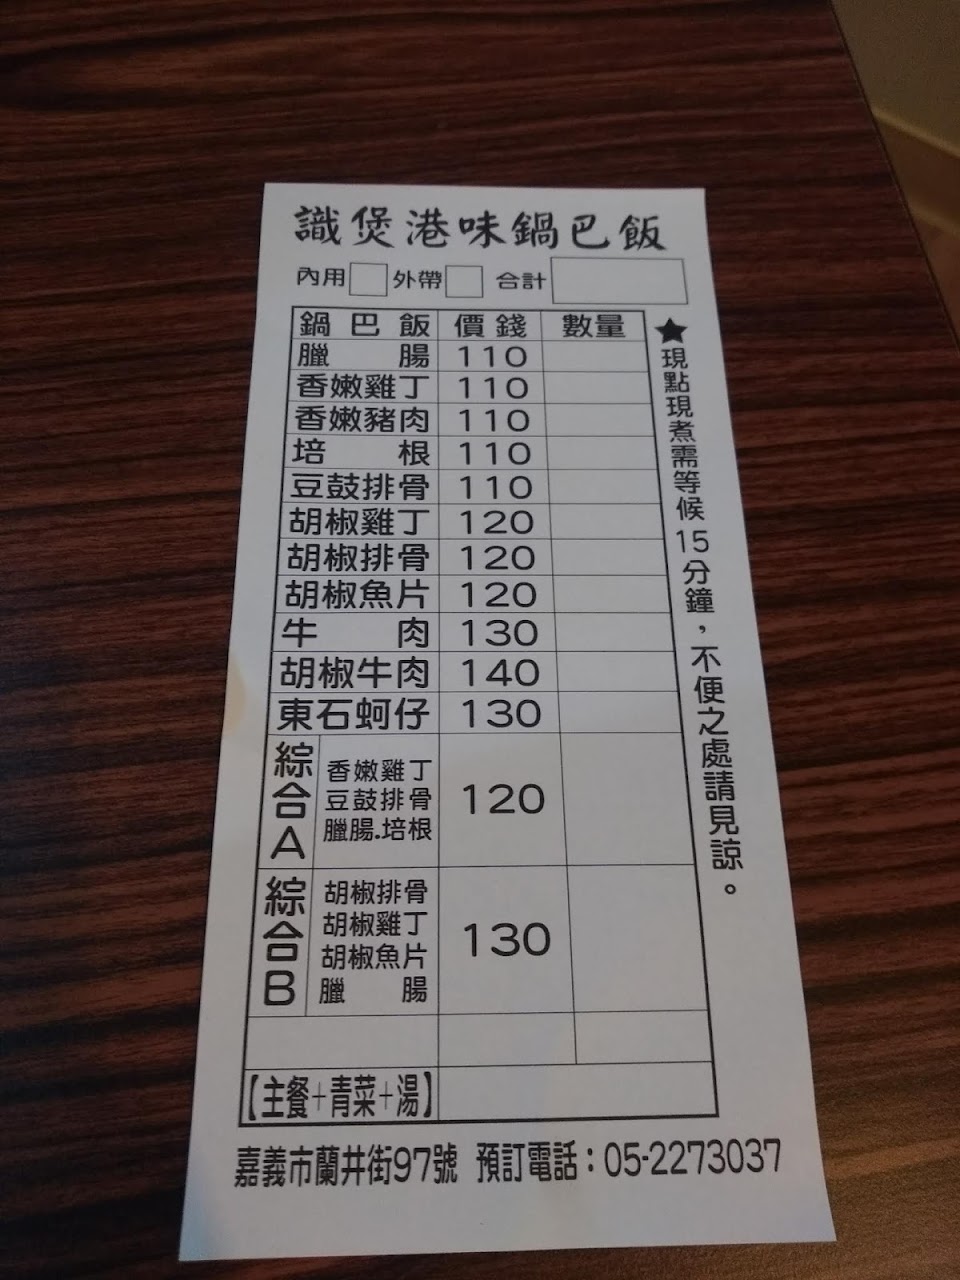 識煲港味鍋巴飯
內用 外帶 合計
鍋巴飯 價錢 數量
臘腸 110
香嫩雞丁 110
香嫩豬肉 110
培根 110
豆鼓排骨 110
胡椒雞丁 120
胡椒排骨 120
胡椒魚片 120
牛肉 130
胡椒牛肉 140
東石蚵仔 130
綜合A 香嫩雞丁 120
豆鼓排骨
臘腸.培根
綜合B 胡椒排骨 130
胡椒雞丁
胡椒魚片
臘腸
【主餐+青菜+湯】
★現點現煮需等候15分鐘，不便之處請見諒。
嘉義市蘭井街97號 預訂電話：05-2273037